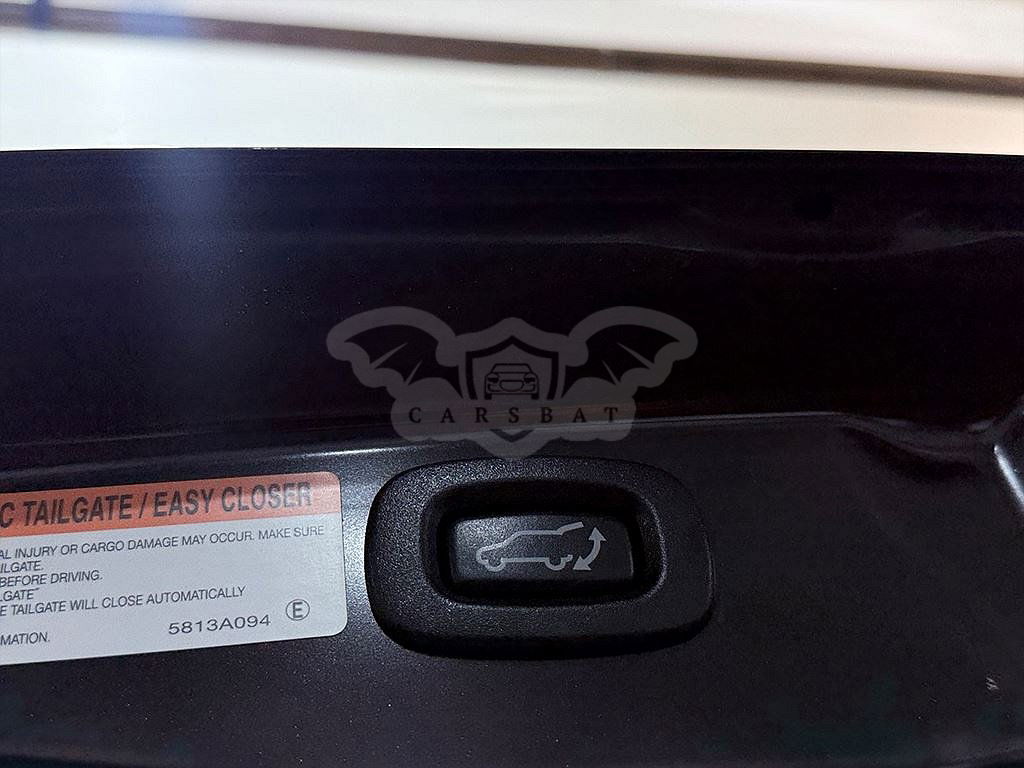 CARSBAT
C TAILGATE / EASY CLOSER
AL INJURY OR CARGO DAMAGE MAY OCCUR. MAKE SURE
ILGATE.
BEFORE DRIVING.
LGATE"
E TAILGATE WILL CLOSE AUTOMATICALLY
MATION.
5813A094 E